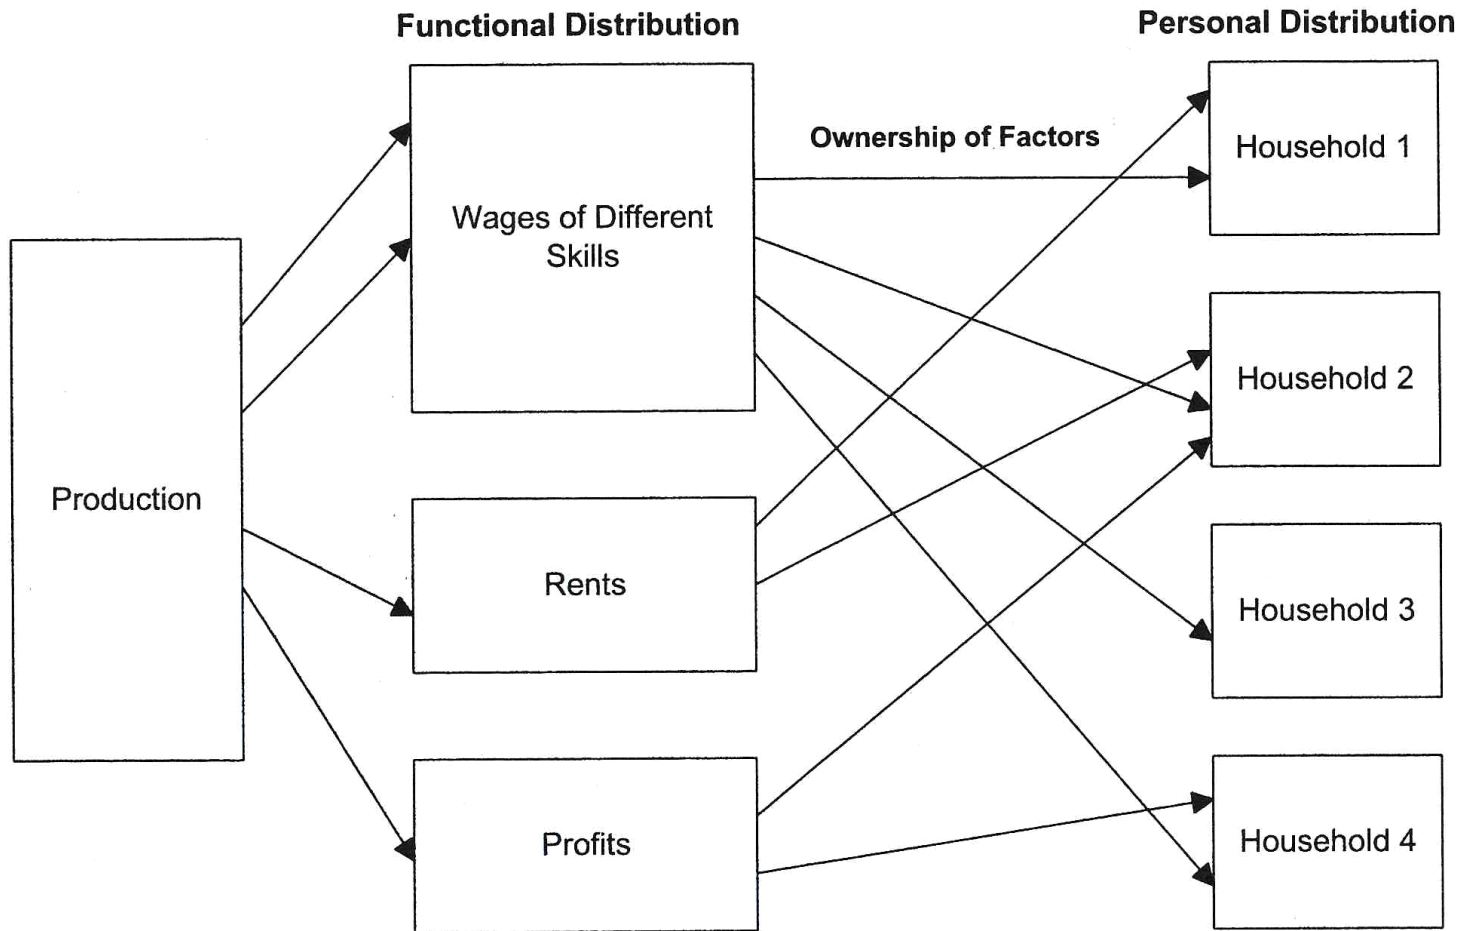 Functional Distribution
Personal Distribution
Ownership of Factors
Production
Wages of Different
Skills
Rents
Profits
Household 1
Household 2
Household 3
Household 4